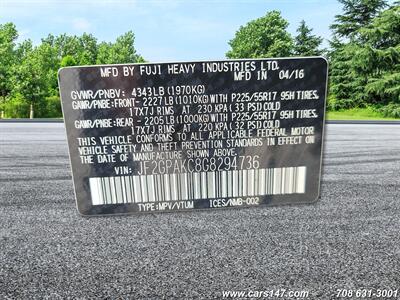 MFD BY FUJI HEAVY INDUSTRIES LTD.
MFD IN 04/16
GVWR/PNBV: 4343LB (1970KG)
GAWR/PNBE: FRONT- 2227 LB (1010KG) WITH P225/55R17 95H TIRES,
17X7J RIMS AT 230 KPA (33 PSI) COLD
GAWR/PNBE: REAR - 2205 LB (1000KG) WITH P225/55R17 95H TIRES,
17X7J RIMS AT 220 KPA (32 PSI) COLD
THIS VEHICLE CONFORMS TO ALL APPLICABLE FEDERAL MOTOR
VEHICLE SAFETY AND THEFT PREVENTION STANDARDS
IN EFFECT ON THE DATE OF MANUFACTURE SHOWN ABOVE.
VIN: JF2GPAKC8G8294736
TYPE: MPV/VTUM ICES/NMB-002
www.cars147.com
708 631-3001